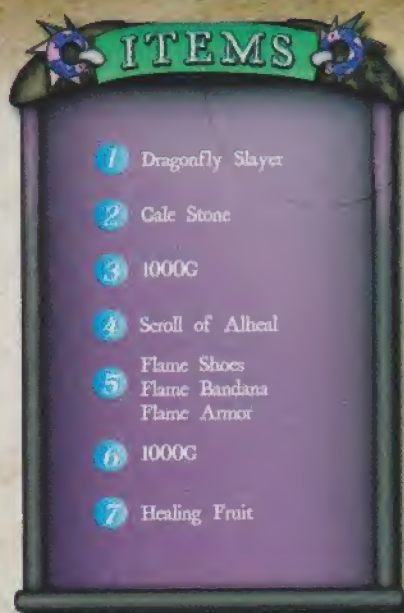 ITEMS
1 Dragonfly Slayer
2 Gale Stone
3 1000G
4 Scroll of Alheal
Flame Shoes
5 Flame Bandana
Flame Armor
6 1000G
7 Healing Fruit